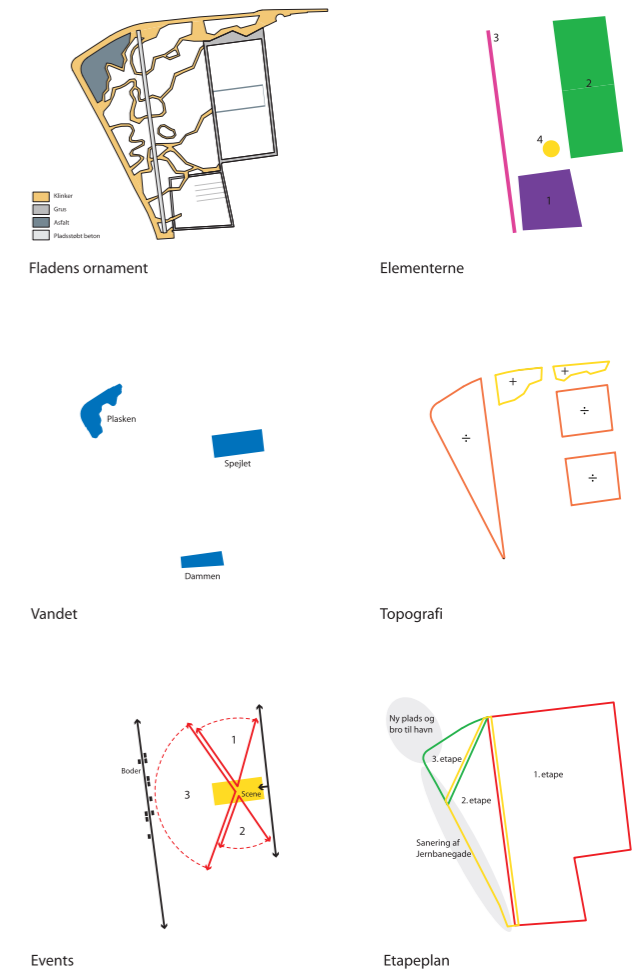 Klinker
Grus
Asfalt
Pladsstøbt beton
Fladens ornament
3
2
4
1
Elementerne
Plasken
Spejlet
Dammen
Vandet
+
+
÷
÷
÷
Topografi
1
Boder
3
Scene
2
Events
Ny plads og
bro til havn
3. etape
1. etape
2. etape
Sanering af
Jernbanegade
Etapeplan